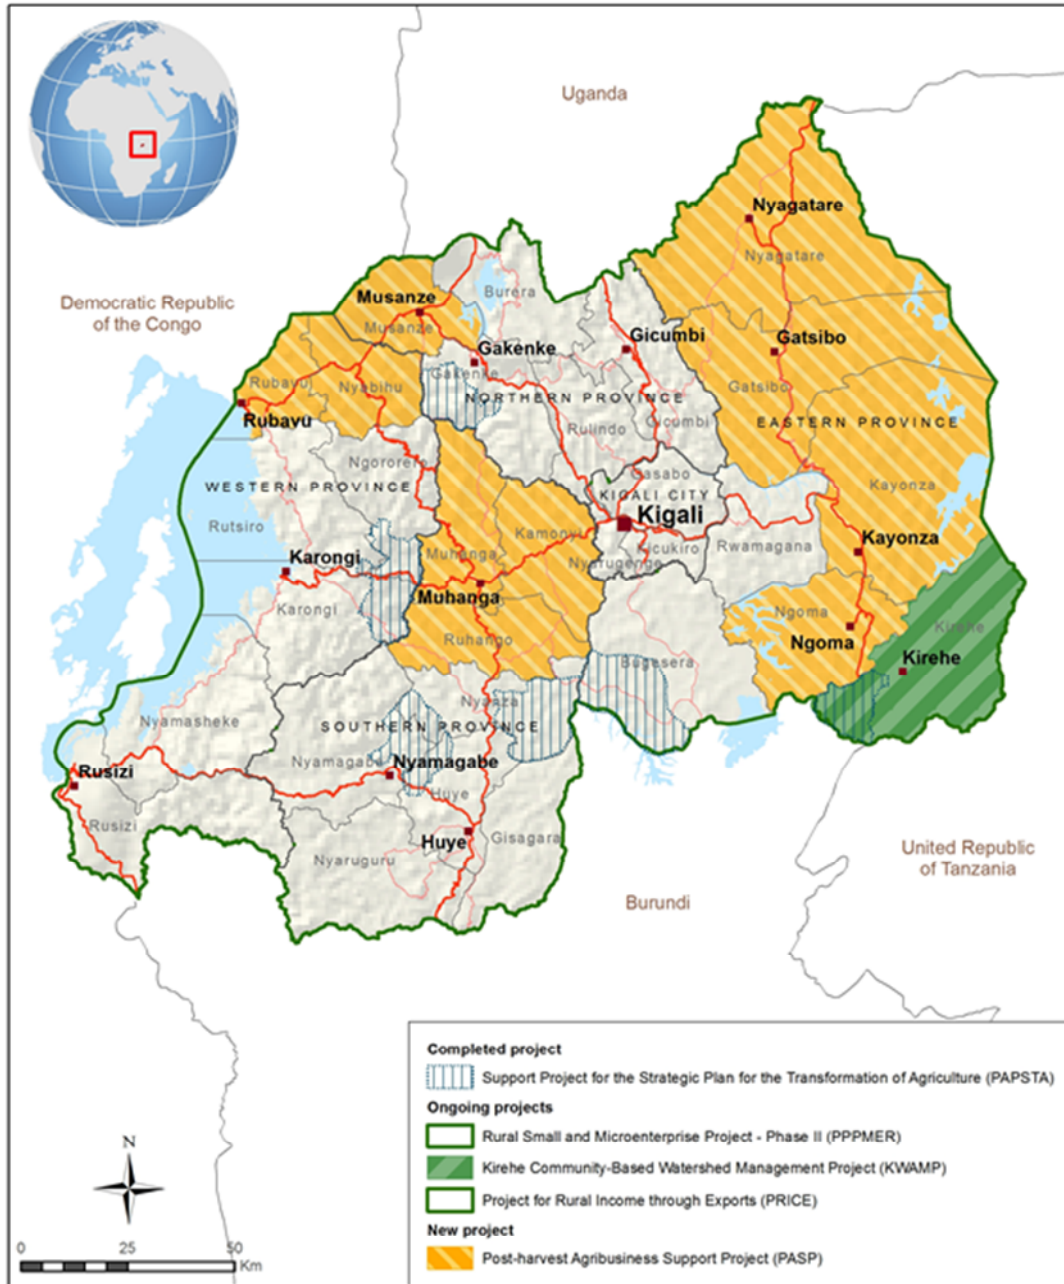 Uganda
Nyagatare
Nyagatare
Democratic Republic
of the Congo
Burera
Musanze
Musanze
Gicumbi
Gatsibo
Gakenke
Gakenke
Rubavu
Nyabihu
Gatsibo
NORTHERN PROVINCE
Rubavu
Rulindo
Gicumbi
EASTERN PROVINCE
Ngororero
Gasabo
WESTERN PROVINCE
KIGALI CITY
Kayonza
Kigali
Rutsiro
Kamonyi
Kayonza
Karongi
Muhanga
Kicukiro
Rwamagana
Nyarugenge
Muhanga
Karongi
Ngoma
Kirehe
Ruhango
Ngoma
Bugesera
Kirehe
Nyanza
Nyamasheke
SOUTHERN PROVINCE
Nyamagabe
Nyamagabe
Rusizi
Huye
Rusizi
Huye
Gisagara
Nyaruguru
United Republic
of Tanzania
Burundi
Completed project
Support Project for the Strategic Plan for the Transformation of Agriculture (PAPSTA)
Ongoing projects
Rural Small and Microenterprise Project - Phase II (PPPMER)
Kirehe Community-Based Watershed Management Project (KWAMP)
Project for Rural Income through Exports (PRICE)
New project
Post-harvest Agribusiness Support Project (PASP)
N
0 25 50
Km